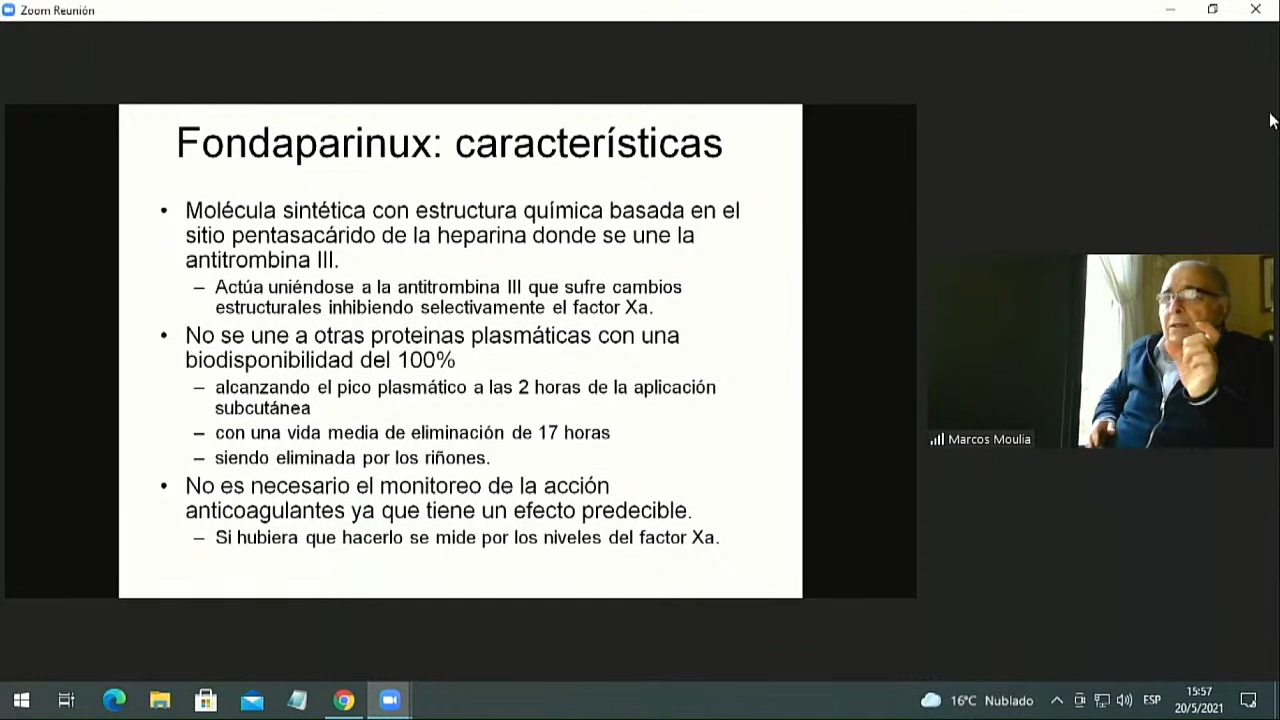 Zoom Reunión
Fondaparinux: características
• Molécula sintética con estructura química basada en el
sitio pentasacárido de la heparina donde se une la
antitrombina III.
– Actúa uniéndose a la antitrombina III que sufre cambios
estructurales inhibiendo selectivamente el factor Xa.
• No se une a otras proteinas plasmáticas con una
biodisponibilidad del 100%
– alcanzando el pico plasmático a las 2 horas de la aplicación
subcutánea
– con una vida media de eliminación de 17 horas
– siendo eliminada por los riñones.
• No es necesario el monitoreo de la acción
anticoagulantes ya que tiene un efecto predecible.
– Si hubiera que hacerlo se mide por los niveles del factor Xa.
Marcos Moulia
16°C Nublado
ESP
15:57
20/5/2021